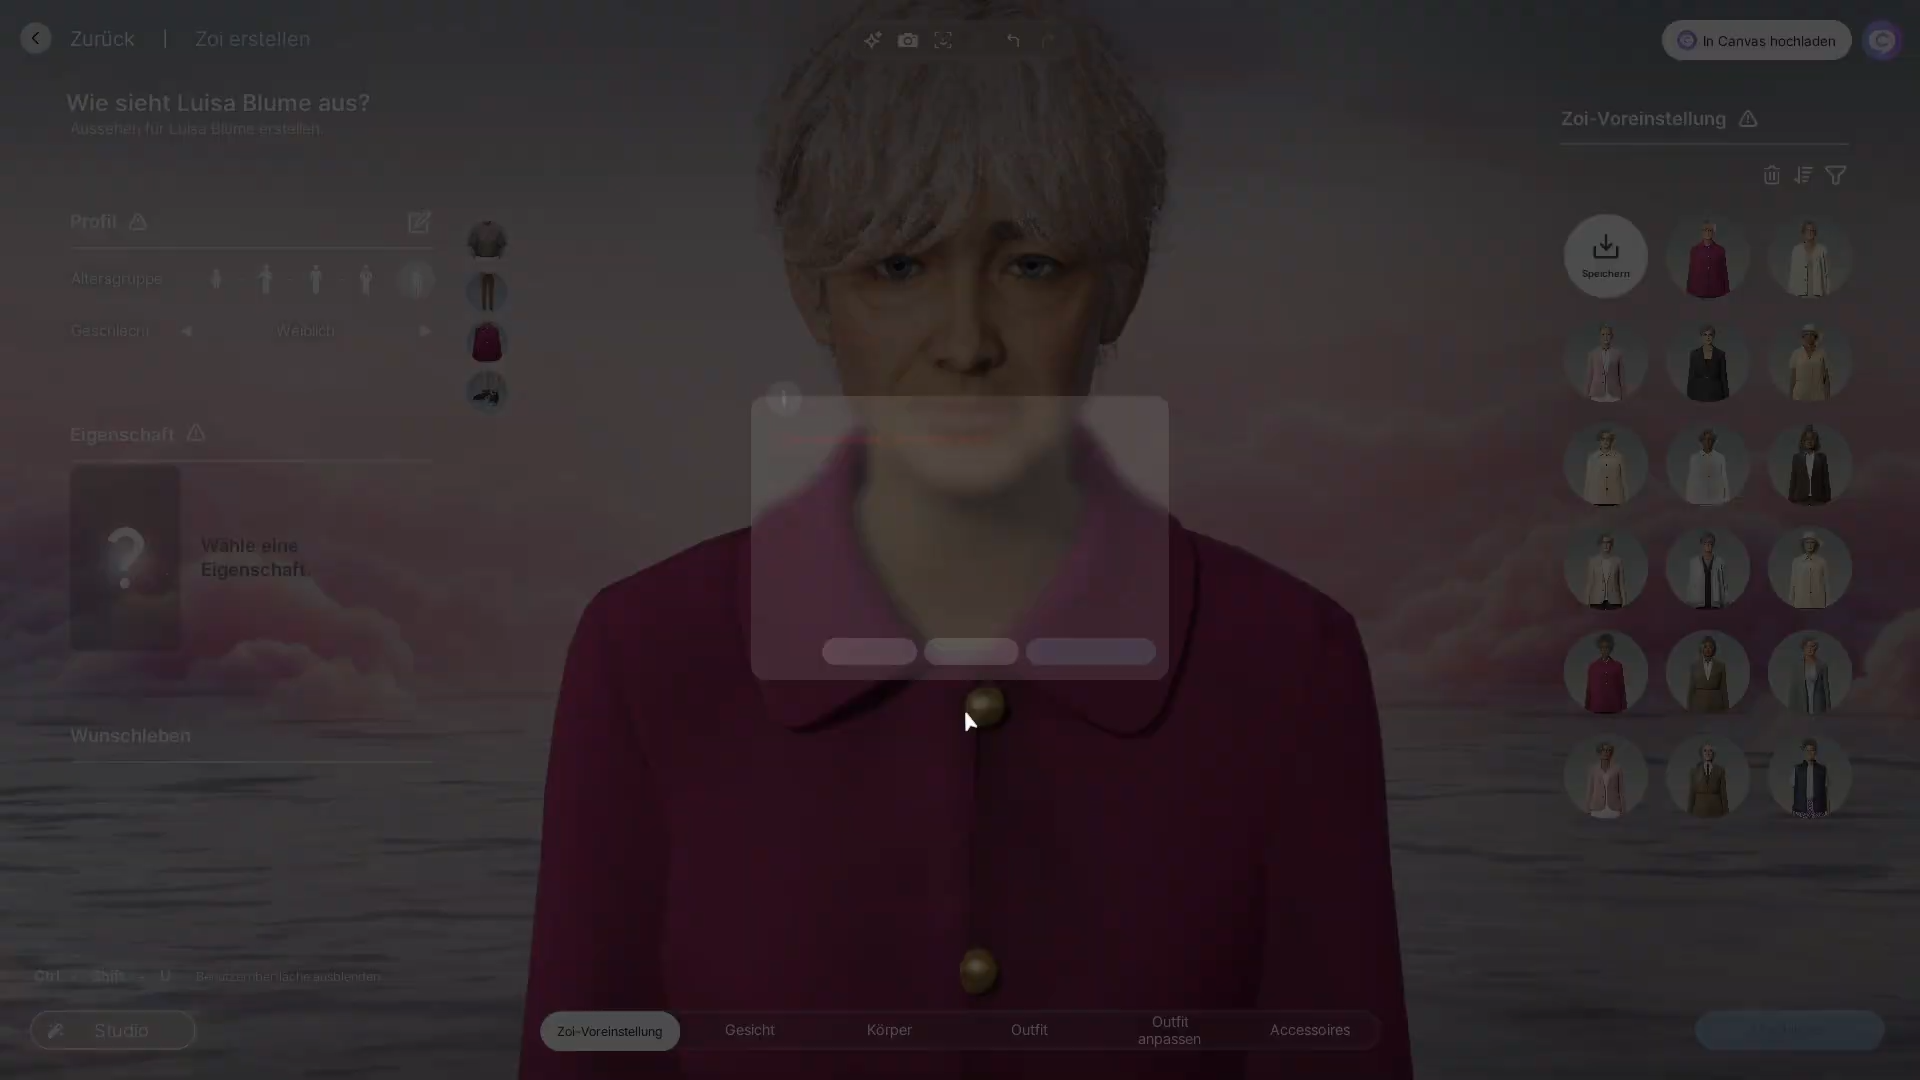 Zurück | Zoi erstellen
In Canvas hochladen
Wie sieht Luisa Blume aus?
Aussehen für Luisa Blume erstellen.
Zoi-Voreinstellung
Profil
Altersgruppe
Geschlecht
Weiblich
Speichern
Eigenschaft
?
Wähle eine
Eigenschaft.
Wunschleben
Ctrl + Shift + U Benutzeroberfläche ausblenden
Studio
Zoi-Voreinstellung
Gesicht
Körper
Outfit
Outfit
anpassen
Accessoires